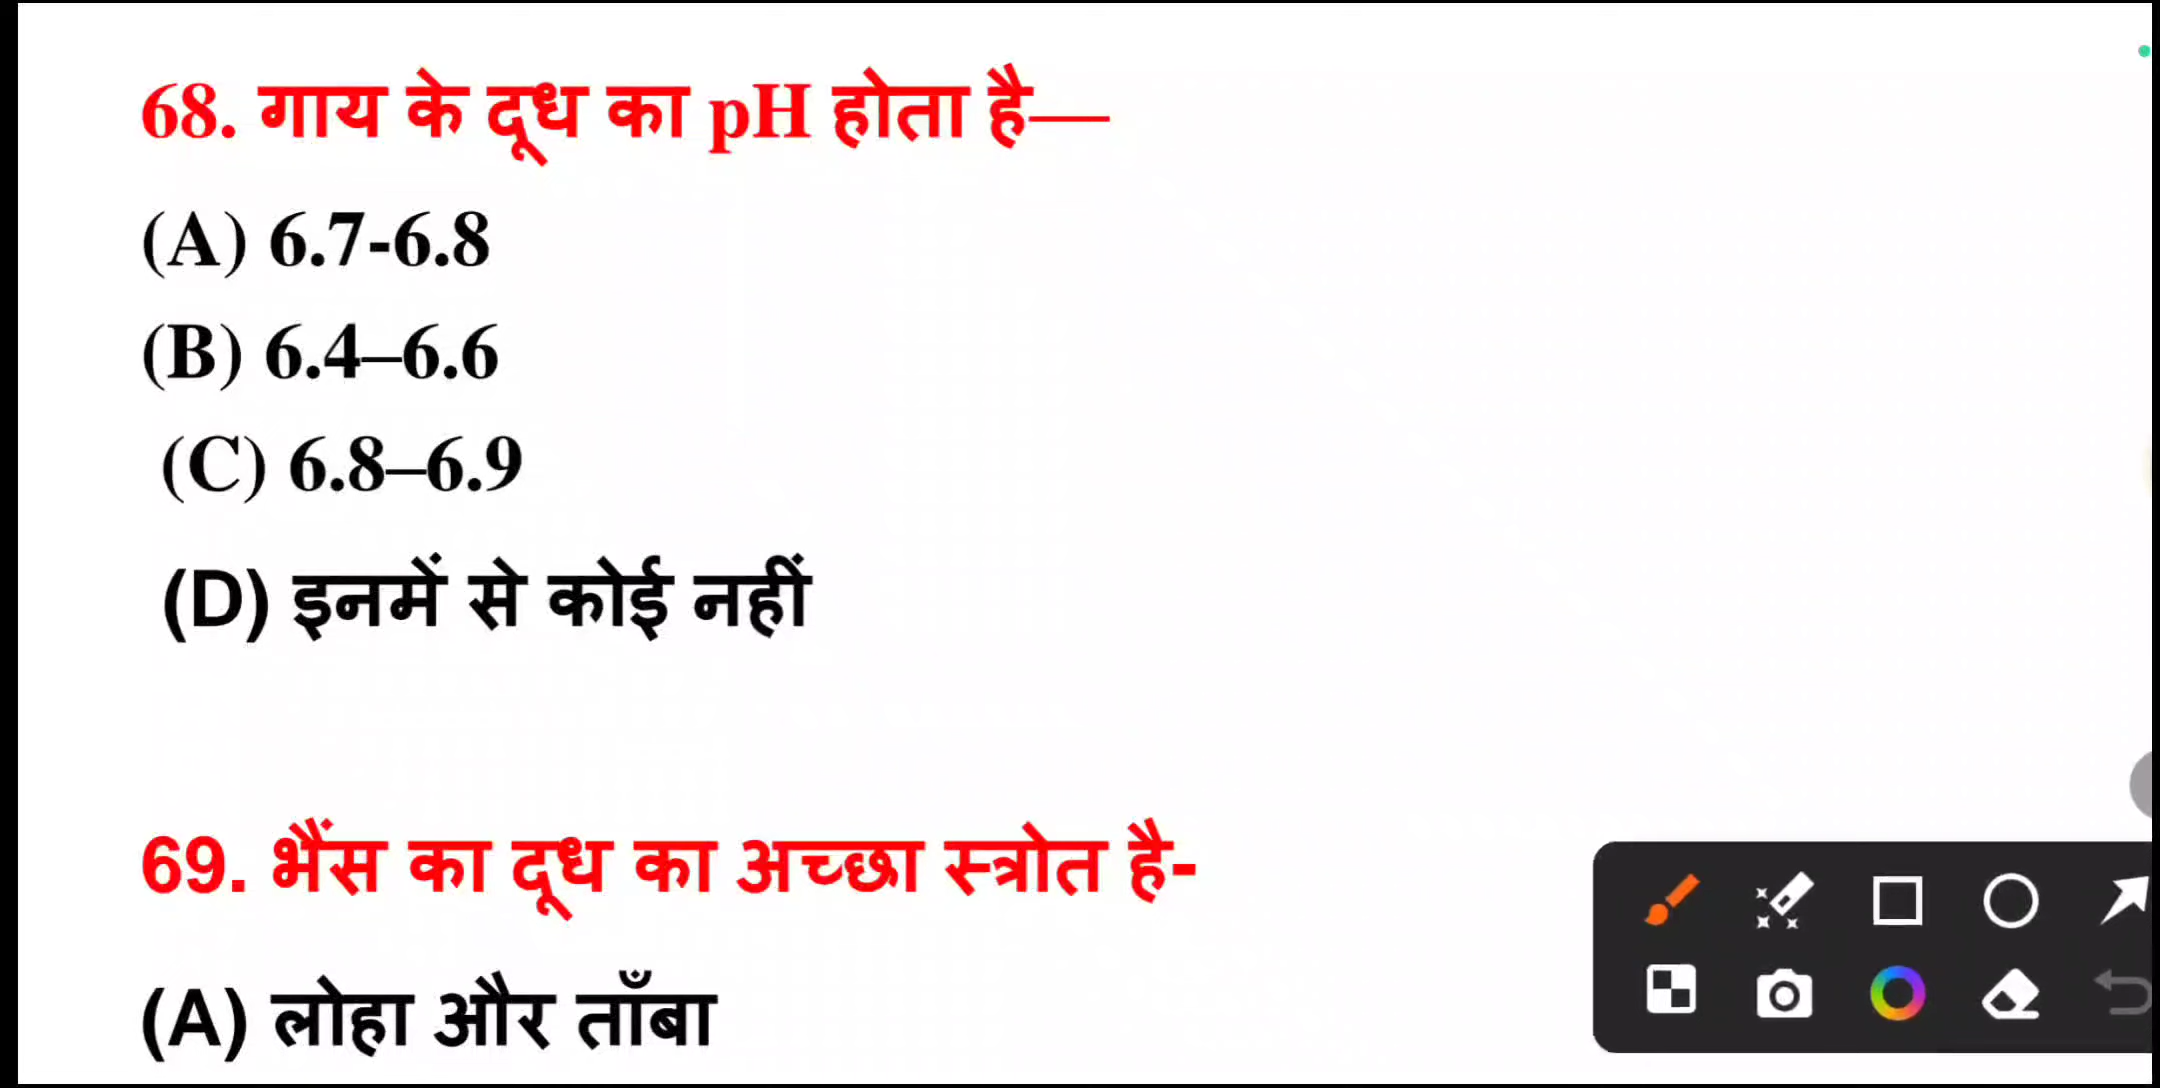 68. गाय के दूध का pH होता है—
(A) 6.7-6.8
(B) 6.4–6.6
(C) 6.8–6.9
(D) इनमें से कोई नहीं
69. भैंस का दूध का अच्छा स्त्रोत है-
(A) लोहा और ताँबा